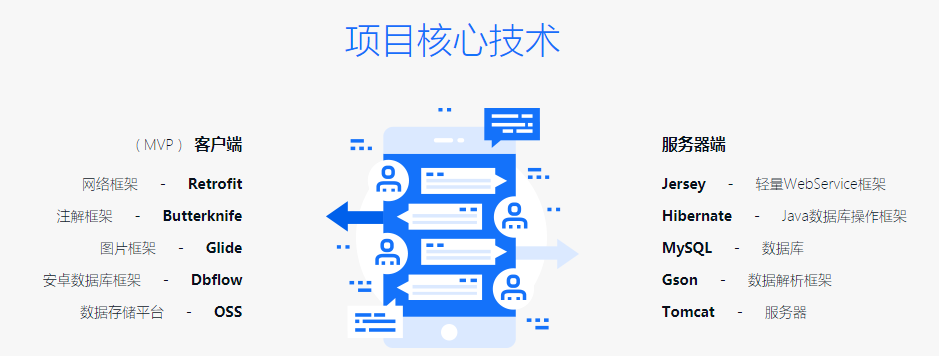 项目核心技术
（MVP） 客户端
网络框架 - Retrofit
注解框架 - Butterknife
图片框架 - Glide
安卓数据库框架 - Dbflow
数据存储平台 - OSS
服务器端
Jersey - 轻量WebService框架
Hibernate - Java数据库操作框架
MySQL - 数据库
Gson - 数据解析框架
Tomcat - 服务器